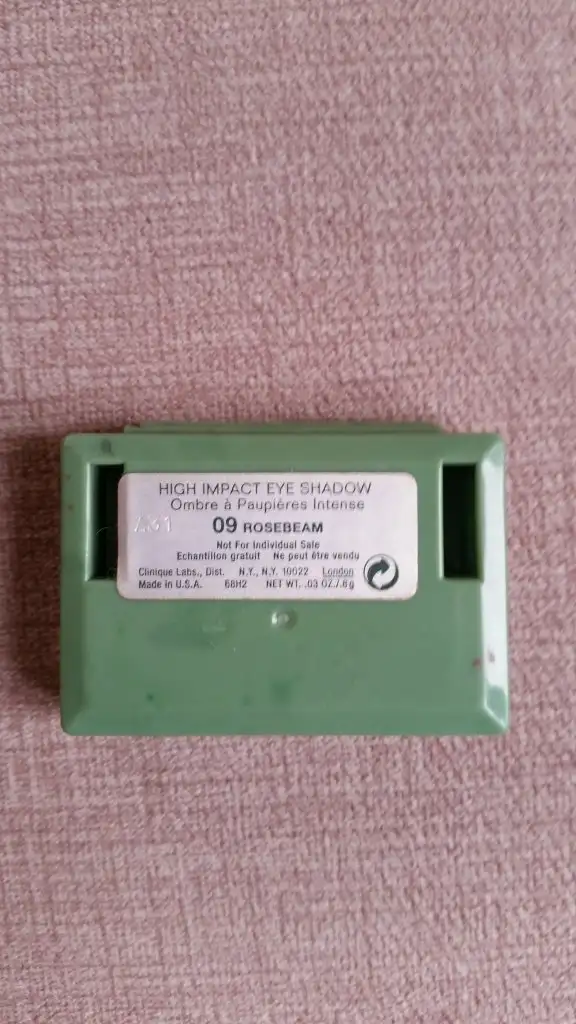 HIGH IMPACT EYE SHADOW
Ombre à Paupières Intense
09 ROSEBEAM
Not For Individual Sale
Echantillon gratuit Ne peut être vendu
Clinique Labs., Dist. N.Y., N.Y. 10022 London
Made in U.S.A. 68H2 NET WT. .03 OZ./.8g